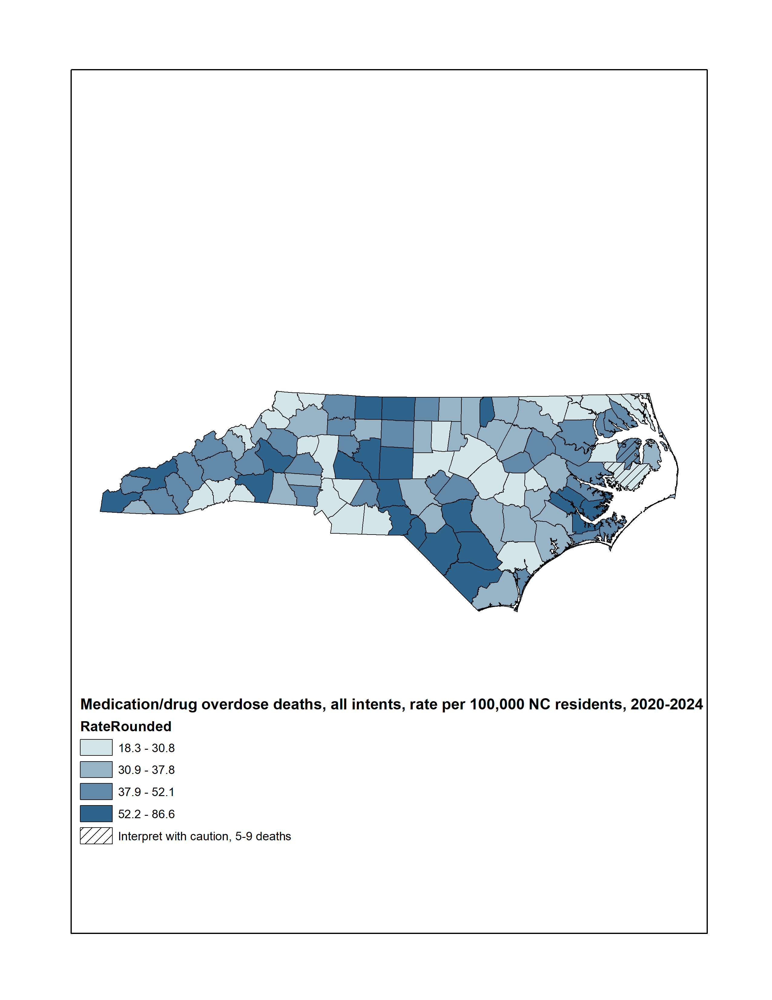 Medication/drug overdose deaths, all intents, rate per 100,000 NC residents, 2020-2024
RateRounded
18.3 - 30.8
30.9 - 37.8
37.9 - 52.1
52.2 - 86.6
Interpret with caution, 5-9 deaths